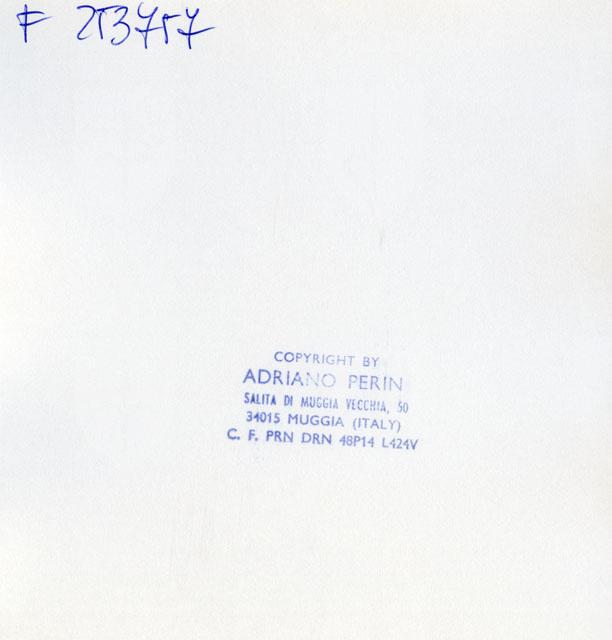 F 253757
COPYRIGHT BY
ADRIANO PERIN
SALITA DI MUGGIA VECCHIA, 50
34015 MUGGIA (ITALY)
C. F. PRN DRN 48P14 L424V